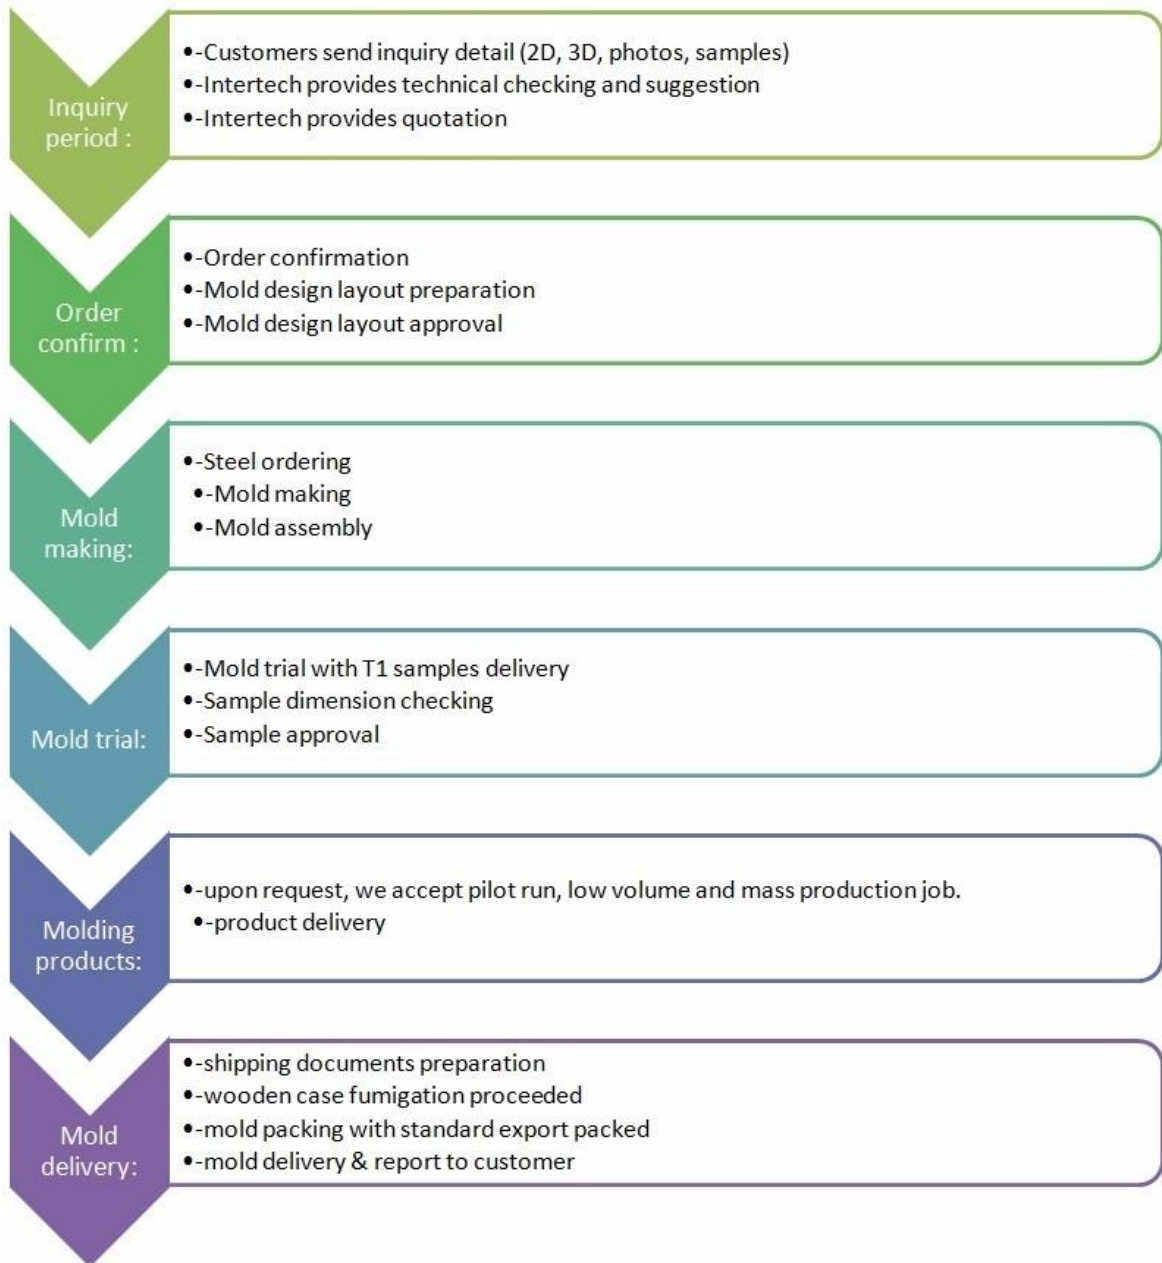 Inquiry
period :
•-Customers send inquiry detail (2D, 3D, photos, samples)
•-Intertech provides technical checking and suggestion
•-Intertech provides quotation
Order
confirm :
•-Order confirmation
•-Mold design layout preparation
•-Mold design layout approval
Mold
making:
•-Steel ordering
•-Mold making
•-Mold assembly
Mold trial:
•-Mold trial with T1 samples delivery
•-Sample dimension checking
•-Sample approval
Molding
products:
•-upon request, we accept pilot run, low volume and mass production job.
•-product delivery
Mold
delivery:
•-shipping documents preparation
•-wooden case fumigation proceeded
•-mold packing with standard export packed
•-mold delivery & report to customer